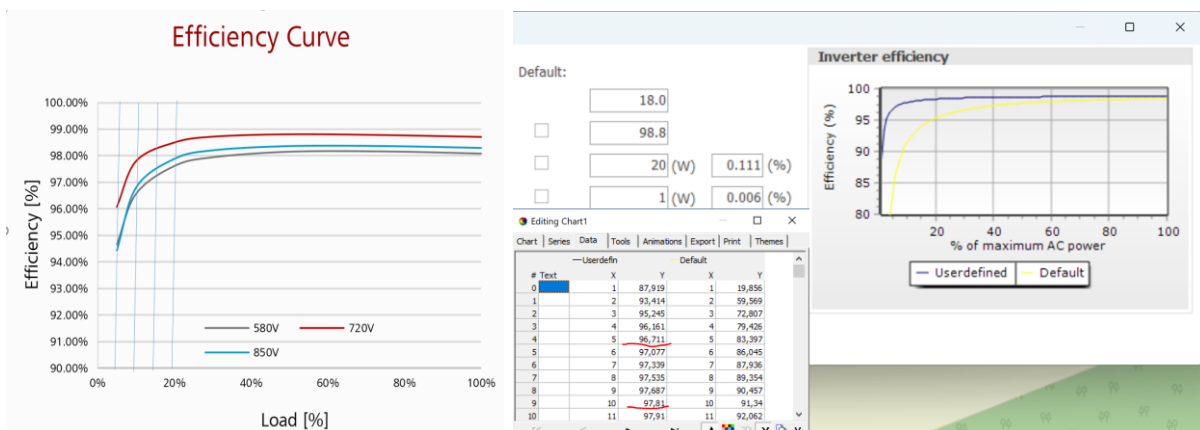 Efficiency Curve
100.00%
99.00%
98.00%
97.00%
96.00%
95.00%
94.00%
93.00%
92.00%
91.00%
90.00%
Efficiency [%]
0% 20% 40% 60% 80% 100%
580V 720V
850V
Load [%]
Default:
18.0
98.8
20 (W) 0.111 (%)
1 (W) 0.006 (%)
Inverter efficiency
100
95
90
85
80
Efficiency (%)
20 40 60 80 100
% of maximum AC power
Userdefined Default
Editing Chart1
Chart Series Data Tools Animations Export Print Themes
Userdefin Default
# Text X Y X Y
0 1 87,919 1 19,856
1 2 93,414 2 59,569
2 3 95,245 3 72,807
3 4 96,161 4 79,426
4 5 96,711 5 83,397
5 6 97,077 6 86,045
6 7 97,339 7 87,936
7 8 97,535 8 89,354
8 9 97,687 9 90,457
9 10 97,81 10 91,34
10 11 97,91 11 92,062